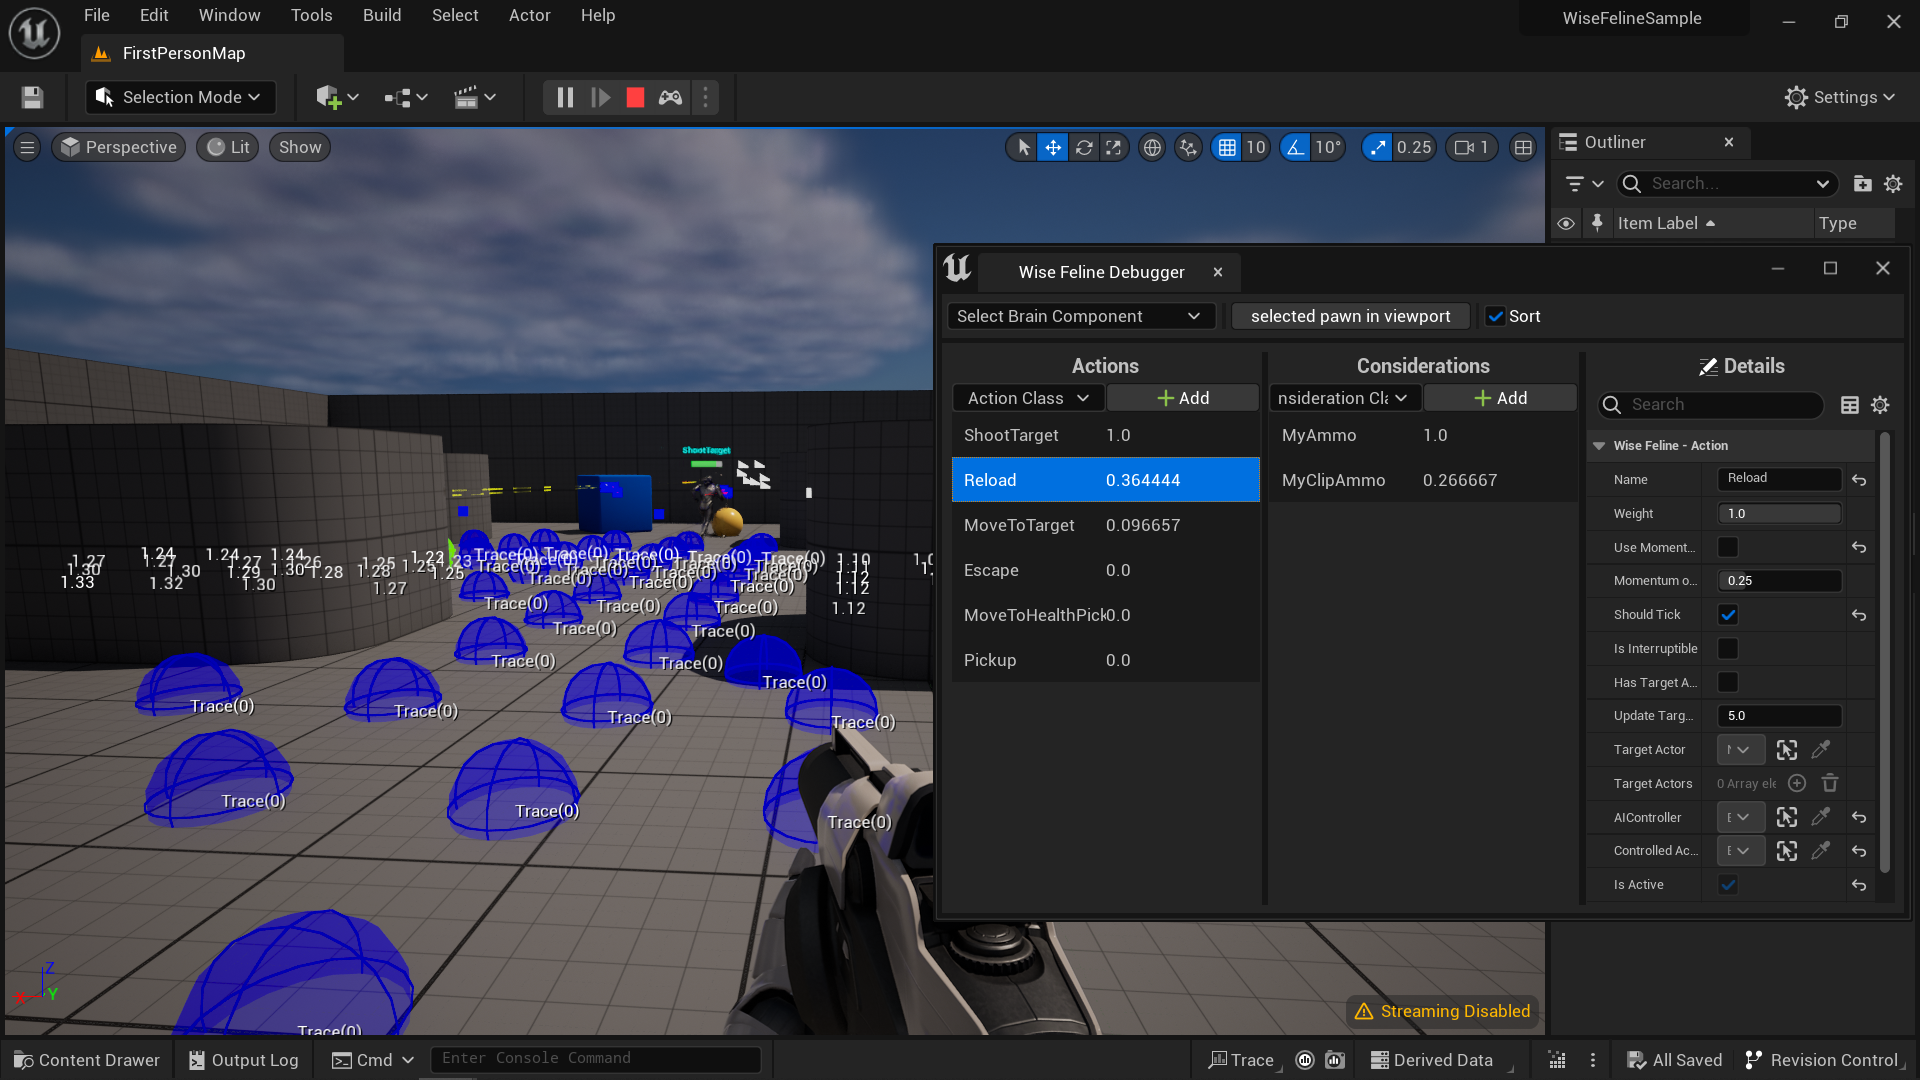 File Edit Window Tools Build Select Actor Help
WiseFelineSample
FirstPersonMap
Selection Mode
Settings
Perspective Lit Show
10 10° 0.25 1
Outliner
Search...
Item Label Type
Wise Feline Debugger
Select Brain Component selected pawn in viewport Sort
Actions Considerations Details
Action Class Add nsideration Cla Add Search
ShootTarget 1.0
Reload 0.364444
MoveToTarget 0.096657
Escape 0.0
MoveToHealthPick 0.0
Pickup 0.0
MyAmmo 1.0
MyClipAmmo 0.266667
Wise Feline - Action
Name Reload
Weight 1.0
Use Moment...
Momentum o... 0.25
Should Tick
Is Interruptible
Has Target A...
Update Targ... 5.0
Target Actor
Target Actors 0 Array ele
AIController
Controlled Ac...
Is Active
ShootTarget
1.27 1.24 1.24 1.24 1.22
1.30 1.27 1.27 1.26 1.25
1.33 1.30 1.29 1.30 1.28 1.28 1.25 1.25
1.32 1.30 1.27
Trace(0) Trace(0) Trace(0) Trace(0) Trace(0) 1.10
Trace(0) Trace(0) Trace(0) Trace(0) 1.11
Trace(0) Trace(0) Trace(0) 1.12
Trace(0) 1.12
Trace(0) Trace(0) Trace(0) 1.12
Trace(0) Trace(0)
Trace(0) Trace(0)
Trace(0)
Trace(0) Trace(0) Trace(0) Trace(0)
Trace(0) Trace(0) Trace(0)
Trace(0)
Z
X Y
Streaming Disabled
Content Drawer Output Log Cmd Enter Console Command Trace Derived Data All Saved Revision Control